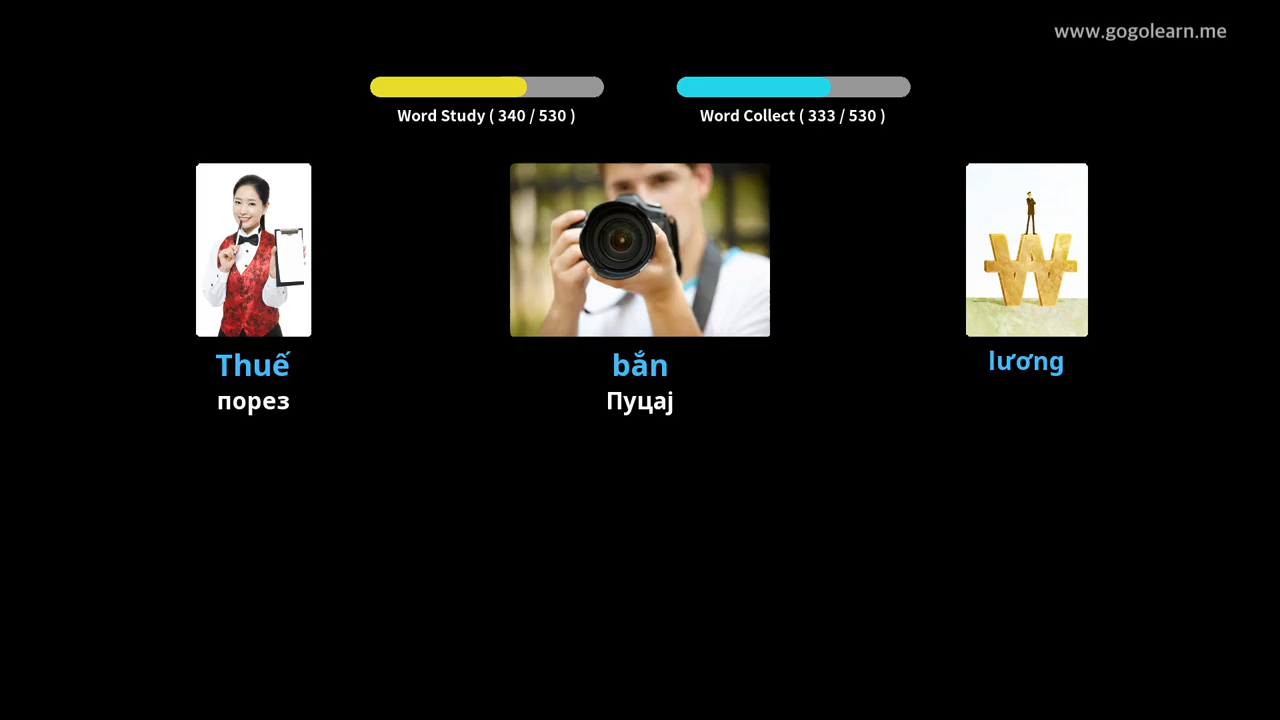 www.gogolearn.me
Word Study ( 340 / 530 )
Word Collect ( 333 / 530 )
Thuế
порез
bắn
Пуцај
lương